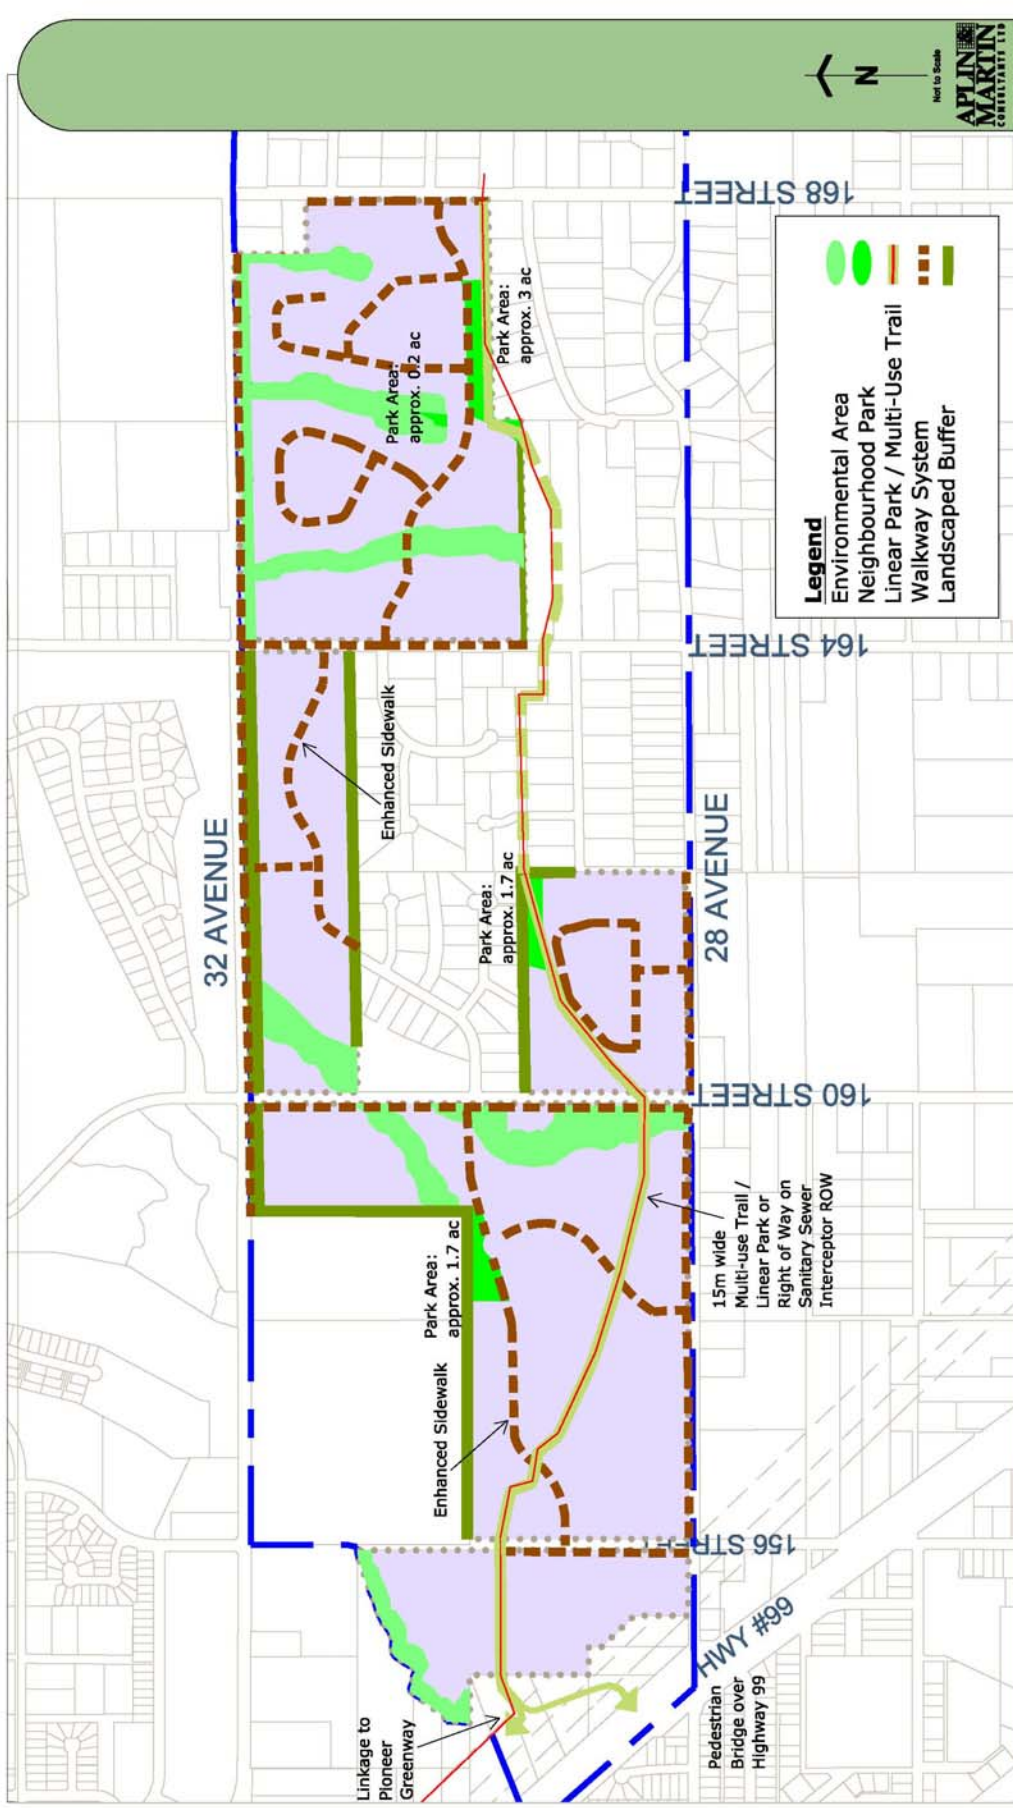 32 AVENUE
28 AVENUE
168 STREET
164 STREET
160 STREET
HWY #99
Linkage to
Pioneer
Greenway
Pedestrian
Bridge over
Highway 99
Enhanced Sidewalk
Park Area:
approx. 1.7 ac
15m wide
Multi-use Trail /
Linear Park or
Right of Way on
Sanitary Sewer
Interceptor ROW
Park Area:
approx. 1.7 ac
Enhanced Sidewalk
Park Area:
approx. 0.2 ac
Park Area:
approx. 3 ac
Legend
Environmental Area
Neighbourhood Park
Linear Park / Multi-Use Trail
Walkway System
Landscaped Buffer
N
Not to Scale
APLIN &
MARTIN
CONSULTANTS LTD